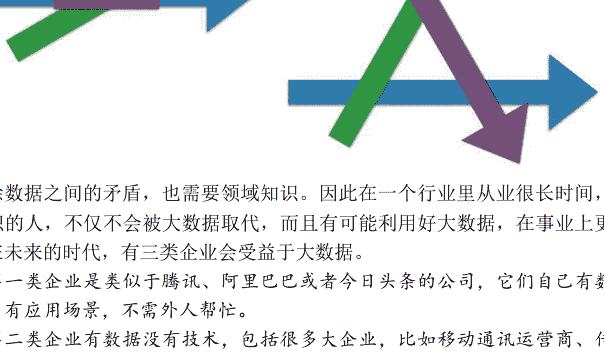 数据之间的矛盾，也需要领域知识。因此在一个行业里从业很长时间，
的人，不仅不会被大数据取代，而且有可能利用好大数据，在事业上更
未来的时代，有三类企业会受益于大数据。
一类企业是类似于腾讯、阿里巴巴或者今日头条的公司，它们自己有数
有应用场景，不需外人帮忙。
二类企业有数据没有技术，包括很多大企业，比如移动通讯运营商、